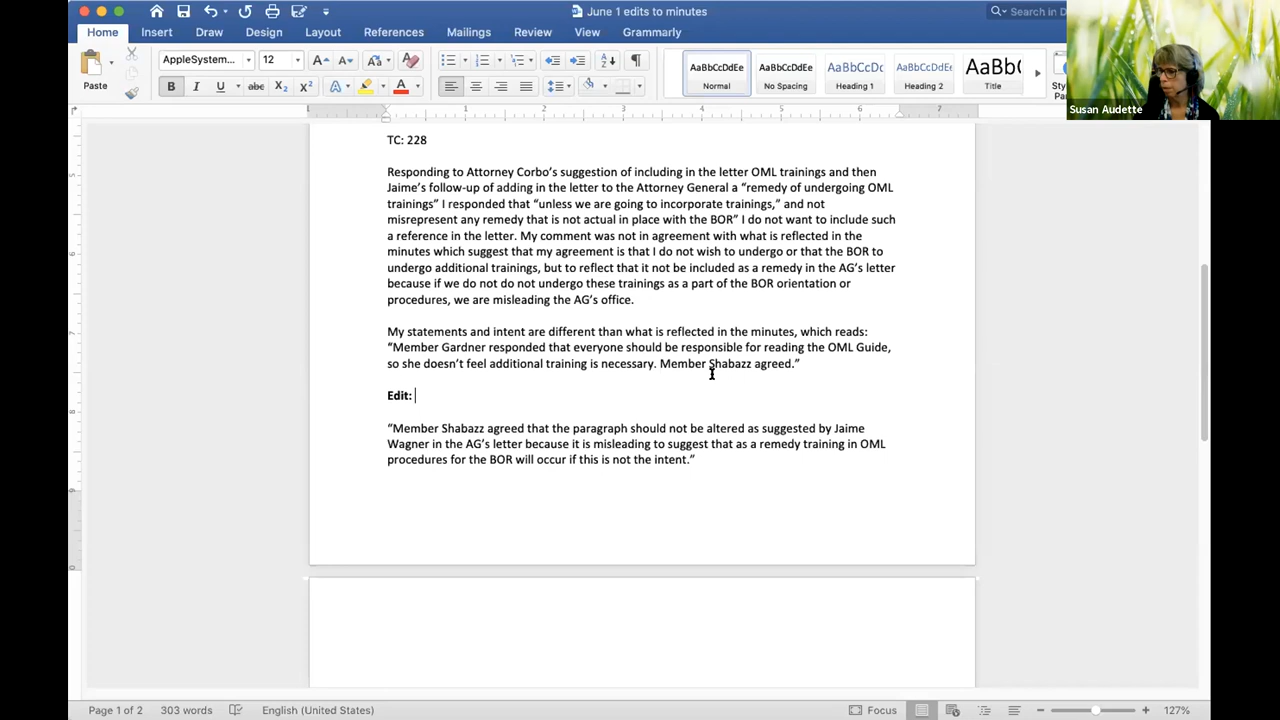 June 1 edits to minutes
Search in D
Home Insert Draw Design Layout References Mailings Review View Grammarly
AppleSystem... 12
Paste
AaBbCcDdEe AaBbCcDdEe AaBbCcDc AaBbCcDdEe AaBb(
Normal No Spacing Heading 1 Heading 2 Title
Susan Audette
TC: 228
Responding to Attorney Corbo’s suggestion of including in the letter OML trainings and then
Jaime’s follow-up of adding in the letter to the Attorney General a “remedy of undergoing OML
trainings” I responded that “unless we are going to incorporate trainings,” and not
misrepresent any remedy that is not actual in place with the BOR” I do not want to include such
a reference in the letter. My comment was not in agreement with what is reflected in the
minutes which suggest that my agreement is that I do not wish to undergo or that the BOR to
undergo additional trainings, but to reflect that it not be included as a remedy in the AG’s letter
because if we do not do not undergo these trainings as a part of the BOR orientation or
procedures, we are misleading the AG’s office.
My statements and intent are different than what is reflected in the minutes, which reads:
“Member Gardner responded that everyone should be responsible for reading the OML Guide,
so she doesn’t feel additional training is necessary. Member Shabazz agreed.”
Edit:
“Member Shabazz agreed that the paragraph should not be altered as suggested by Jaime
Wagner in the AG’s letter because it is misleading to suggest that as a remedy training in OML
procedures for the BOR will occur if this is not the intent.”
Page 1 of 2 303 words English (United States) Focus 127%